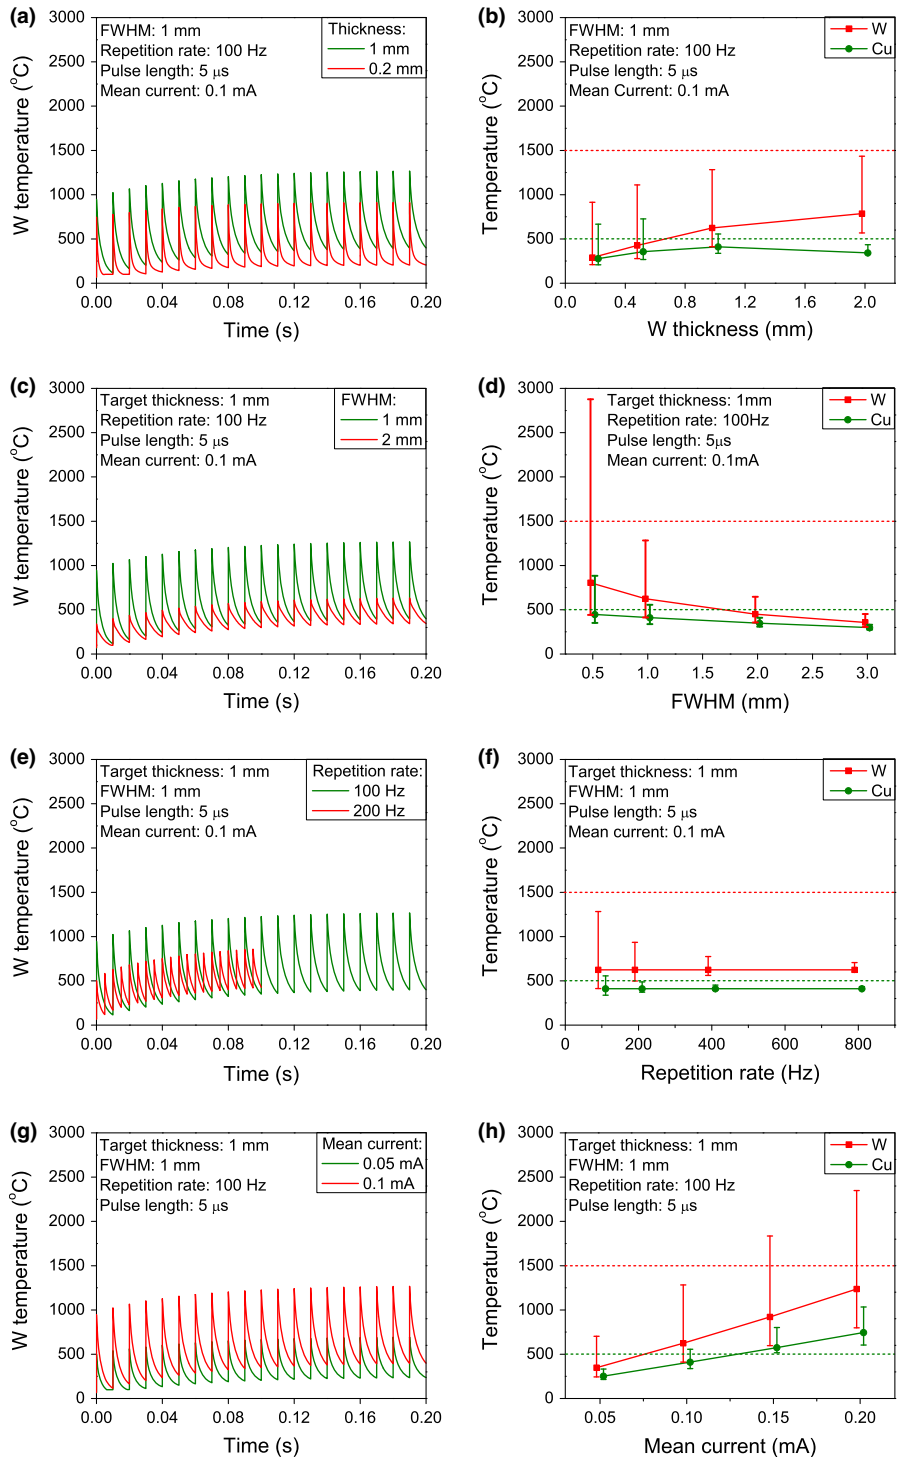 (a)
FWHM: 1 mm
Repetition rate: 100 Hz
Pulse length: 5 μs
Mean current: 0.1 mA
Thickness:
1 mm
0.2 mm
3000
2500
2000
1500
1000
500
0
W temperature (°C)
0.00 0.04 0.08 0.12 0.16 0.20
Time (s)
(b)
FWHM: 1 mm
Repetition rate: 100 Hz
Pulse length: 5 μs
Mean Current: 0.1 mA
W
Cu
3000
2500
2000
1500
1000
500
0
Temperature (°C)
0.0 0.4 0.8 1.2 1.6 2.0
W thickness (mm)
(c)
Target thickness: 1 mm
Repetition rate: 100 Hz
Pulse length: 5 μs
Mean current: 0.1 mA
FWHM:
1 mm
2 mm
3000
2500
2000
1500
1000
500
0
W temperature (°C)
0.00 0.04 0.08 0.12 0.16 0.20
Time (s)
(d)
Target thickness: 1mm
Repetition rate: 100Hz
Pulse length: 5μs
Mean current: 0.1mA
W
Cu
3000
2500
2000
1500
1000
500
0
Temperature (°C)
0.5 1.0 1.5 2.0 2.5 3.0
FWHM (mm)
(e)
Target thickness: 1 mm
FWHM: 1 mm
Pulse length: 5 μs
Mean current: 0.1 mA
Repetition rate:
100 Hz
200 Hz
3000
2500
2000
1500
1000
500
0
W temperature (°C)
0.00 0.04 0.08 0.12 0.16 0.20
Time (s)
(f)
Target thickness: 1 mm
FWHM: 1 mm
Pulse length: 5 μs
Mean current: 0.1 mA
W
Cu
3000
2500
2000
1500
1000
500
0
Temperature (°C)
0 200 400 600 800
Repetition rate (Hz)
(g)
Target thickness: 1 mm
FWHM: 1 mm
Repetition rate: 100 Hz
Pulse length: 5 μs
Mean current:
0.05 mA
0.1 mA
3000
2500
2000
1500
1000
500
0
W temperature (°C)
0.00 0.04 0.08 0.12 0.16 0.20
Time (s)
(h)
Target thickness: 1 mm
FWHM: 1 mm
Repetition rate: 100 Hz
Pulse length: 5 μs
W
Cu
3000
2500
2000
1500
1000
500
0
Temperature (°C)
0.05 0.10 0.15 0.20
Mean current (mA)